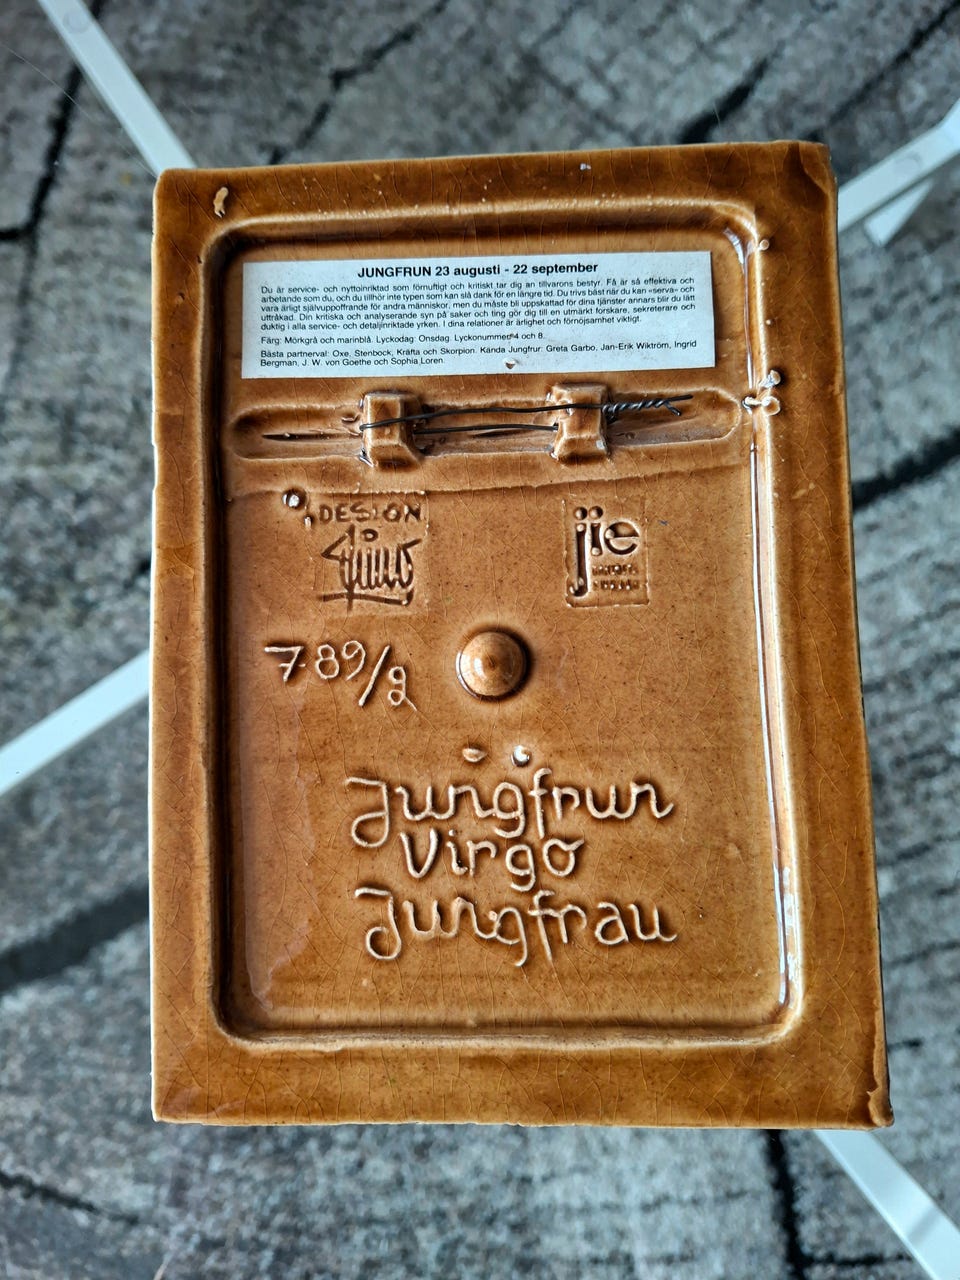 JUNGFRUN 23 augusti - 22 september
Du är service- och nyttoinriktad som förnuftigt och kritiskt tar dig an tillvarons bestyr. Få är så effektiva och
arbetande som du, och du tillhör inte typen som kan slå dank för en längre tid. Du trivs bäst när du kan «serva» och
vara ärligt självuppoffrande för andra människor, men du måste bli uppskattad för dina tjänster annars blir du lätt
uttråkad. Din kritiska och analyserande syn på saker och ting gör dig till en utmärkt forskare, sekreterare och
duktig i alla service- och detaljinriktade yrken. I dina relationer är ärlighet och förnöjsamhet viktigt.
Färg: Mörkgrå och marinblå. Lyckodag: Onsdag. Lyckonummer: 4 och 8.
Bästa partnerval: Oxe, Stenbock, Kräfta och Skorpion. Kända Jungfrur: Greta Garbo, Jan-Erik Wikström, Ingrid
Bergman, J. W. von Goethe och Sophia Loren.
DESIGN
jie
789/2
Jungfrun
Virgo
Jungfrau